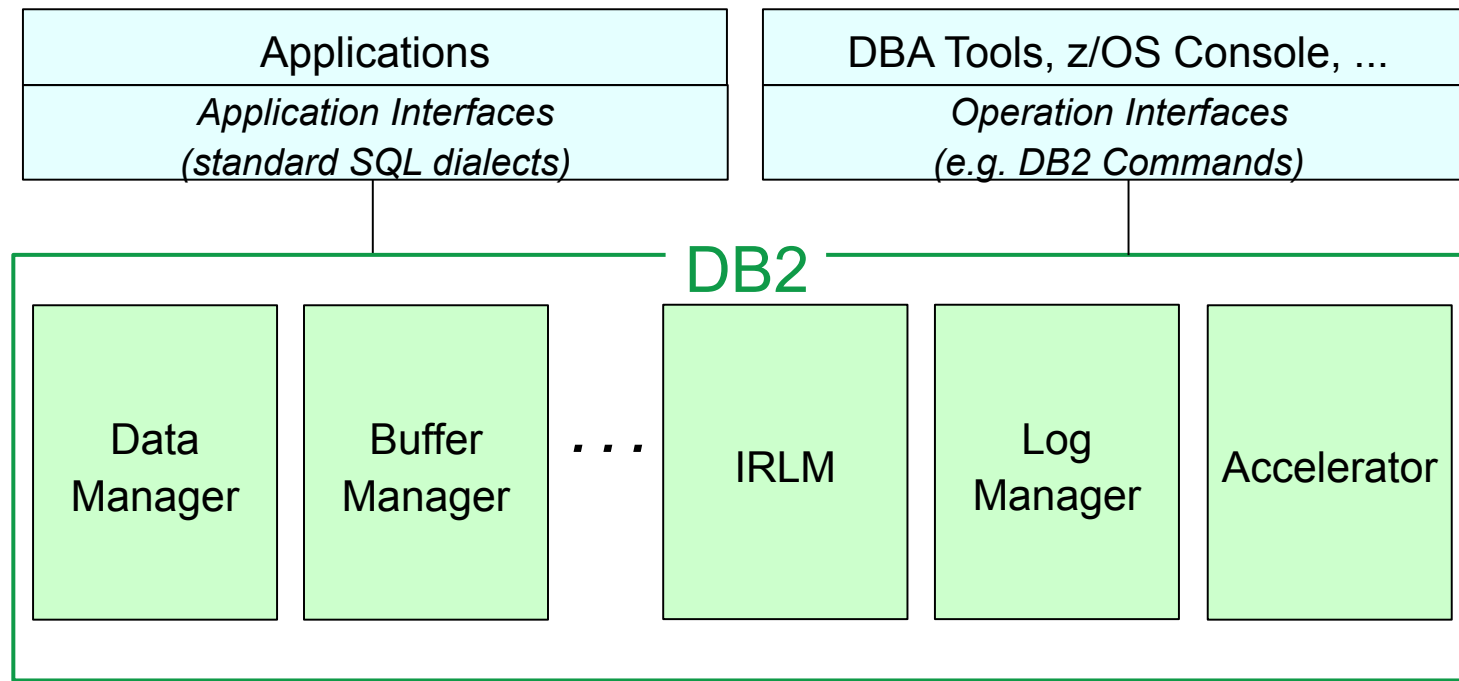 Applications
Application Interfaces
(standard SQL dialects)
DBA Tools, z/OS Console, ...
Operation Interfaces
(e.g. DB2 Commands)
DB2
Data
Manager
Buffer
Manager
. . .
IRLM
Log
Manager
Accelerator